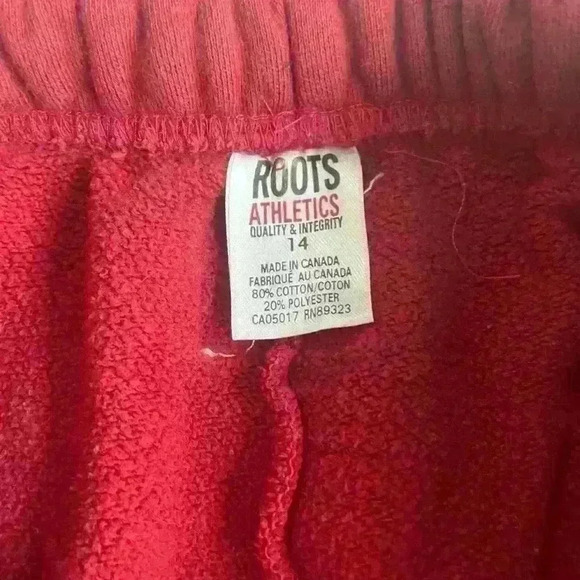 ROOTS
ATHLETICS
QUALITY & INTEGRITY
14
MADE IN CANADA
FABRIQUÉ AU CANADA
80% COTTON/COTON
20% POLYESTER
CA05017 RN89323